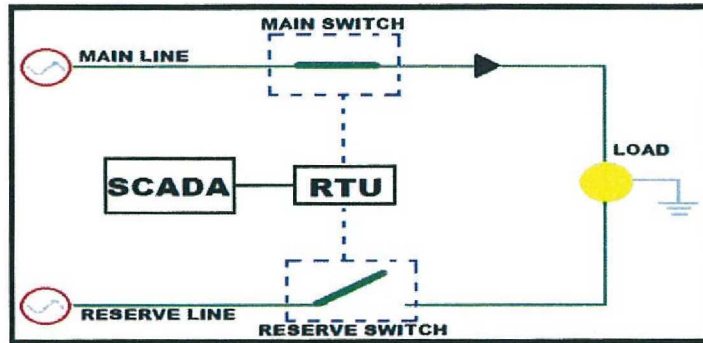 MAIN SWITCH
MAIN LINE
LOAD
SCADA
RTU
RESERVE LINE
RESERVE SWITCH